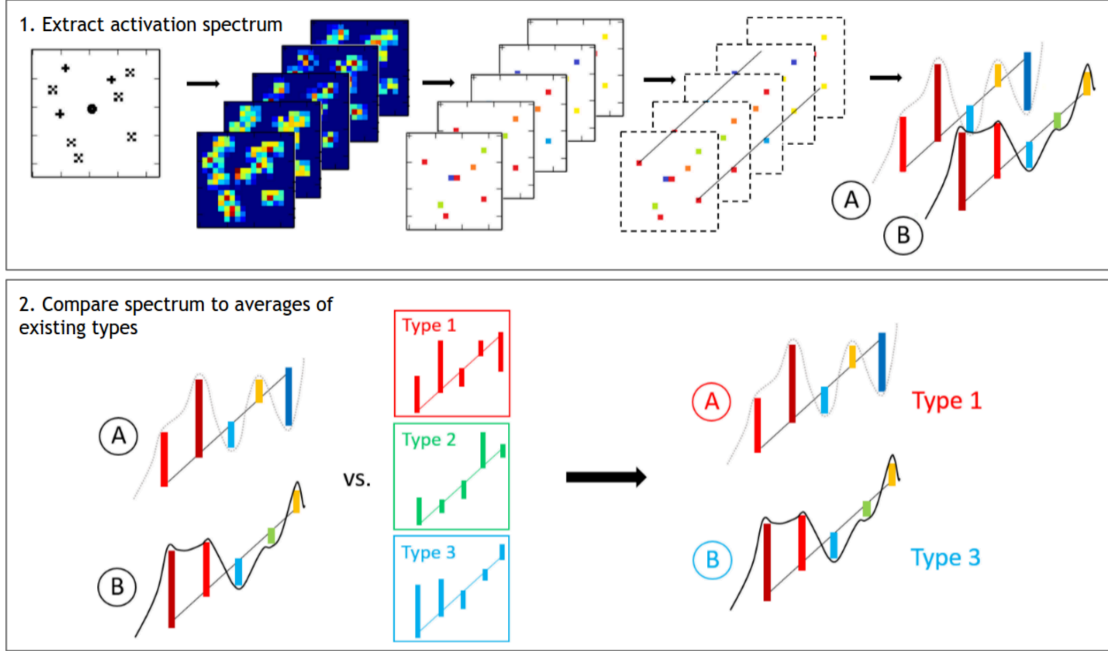 1. Extract activation spectrum
A
B
2. Compare spectrum to averages of
existing types
A
B
vs.
Type 1
Type 2
Type 3
A
Type 1
B
Type 3